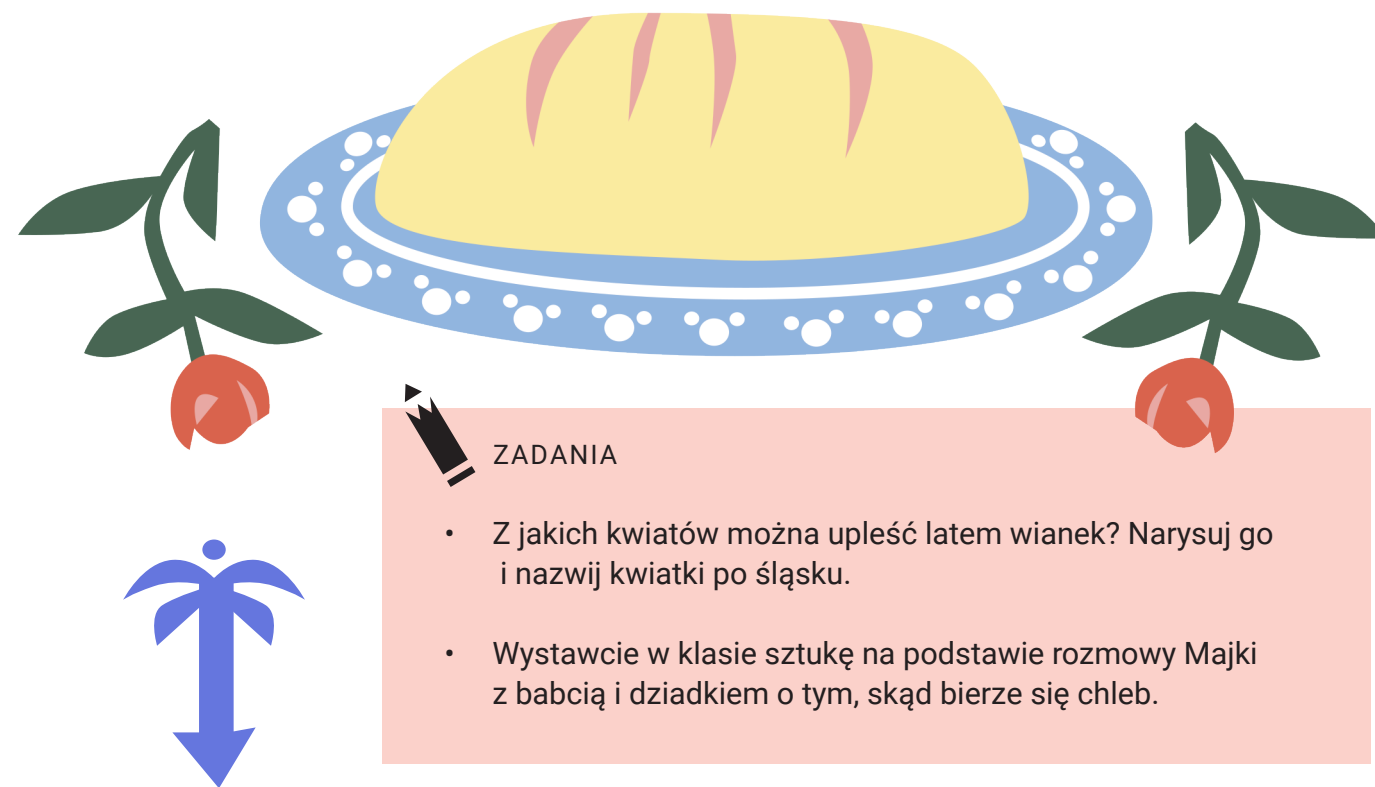 ZADANIA
• Z jakich kwiatów można upleść latem wianek? Narysuj go
i nazwij kwiatki po śląsku.
• Wystawcie w klasie sztukę na podstawie rozmowy Majki
z babcią i dziadkiem o tym, skąd bierze się chleb.